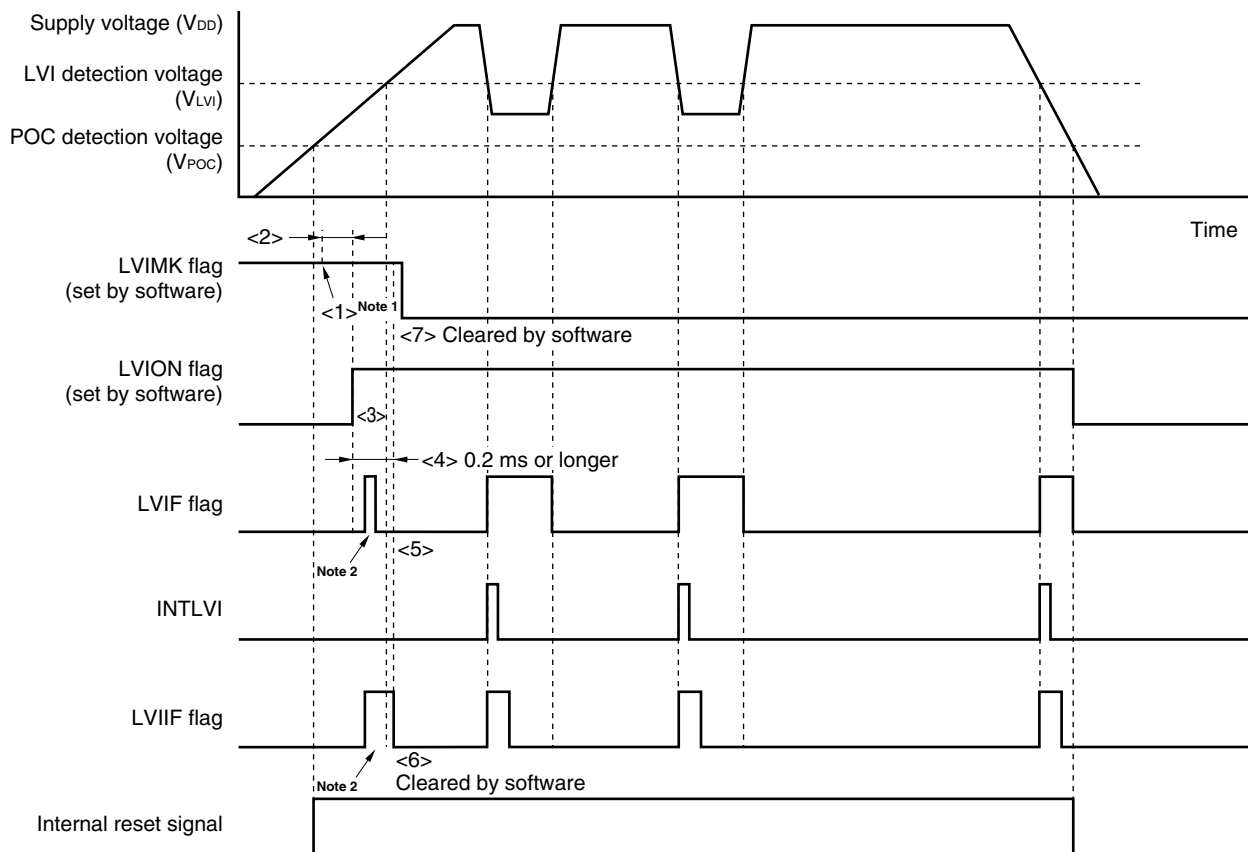 Supply voltage (VDD)
LVI detection voltage
(VLVI)
POC detection voltage
(VPOC)
Time
<2>
LVIMK flag
(set by software)
<1> Note 1
<7> Cleared by software
LVION flag
(set by software)
<3>
<4> 0.2 ms or longer
LVIF flag
Note 2
<5>
INTLVI
LVIIF flag
Note 2
<6>
Cleared by software
Internal reset signal